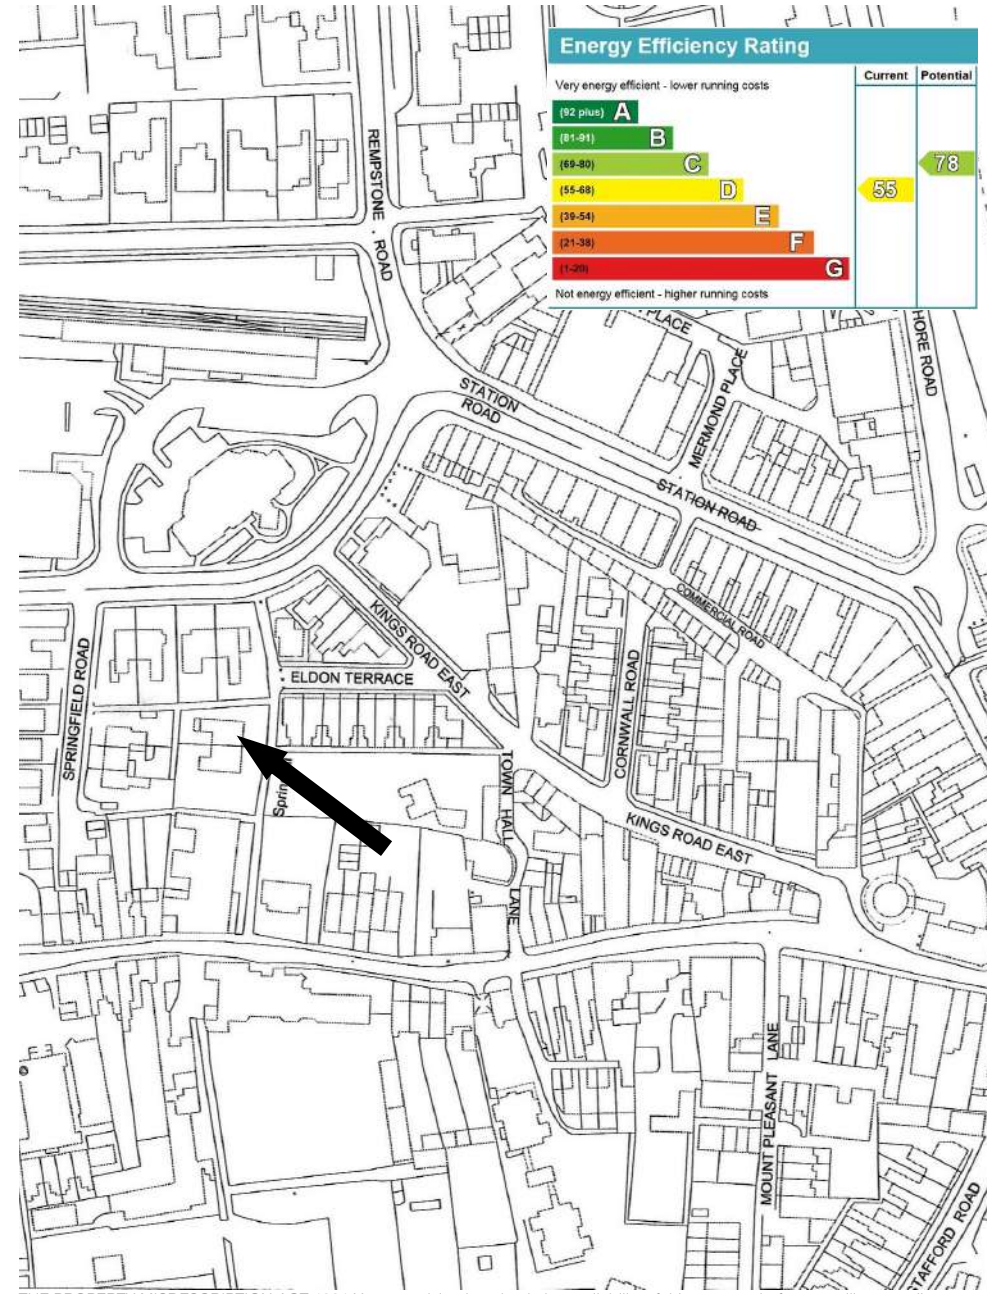 Energy Efficiency Rating
Current Potential
Very energy efficient - lower running costs
(92 plus) A
(81-91) B
(69-80) C
78
(55-68) D
55
(39-54) E
(21-38) F
(1-20) G
Not energy efficient - higher running costs
REMPSTONE ROAD
PLACE
HORE ROAD
MERMOND PLACE
STATION
ROAD
STATION ROAD
COMMERCIAL ROAD
KINGS ROAD EAST
ELDON TERRACE
SPRINGFIELD ROAD
CORNWALL ROAD
TOWN HALL LANE
KINGS ROAD EAST
MOUNT PLEASANT LANE
STAFFORD ROAD